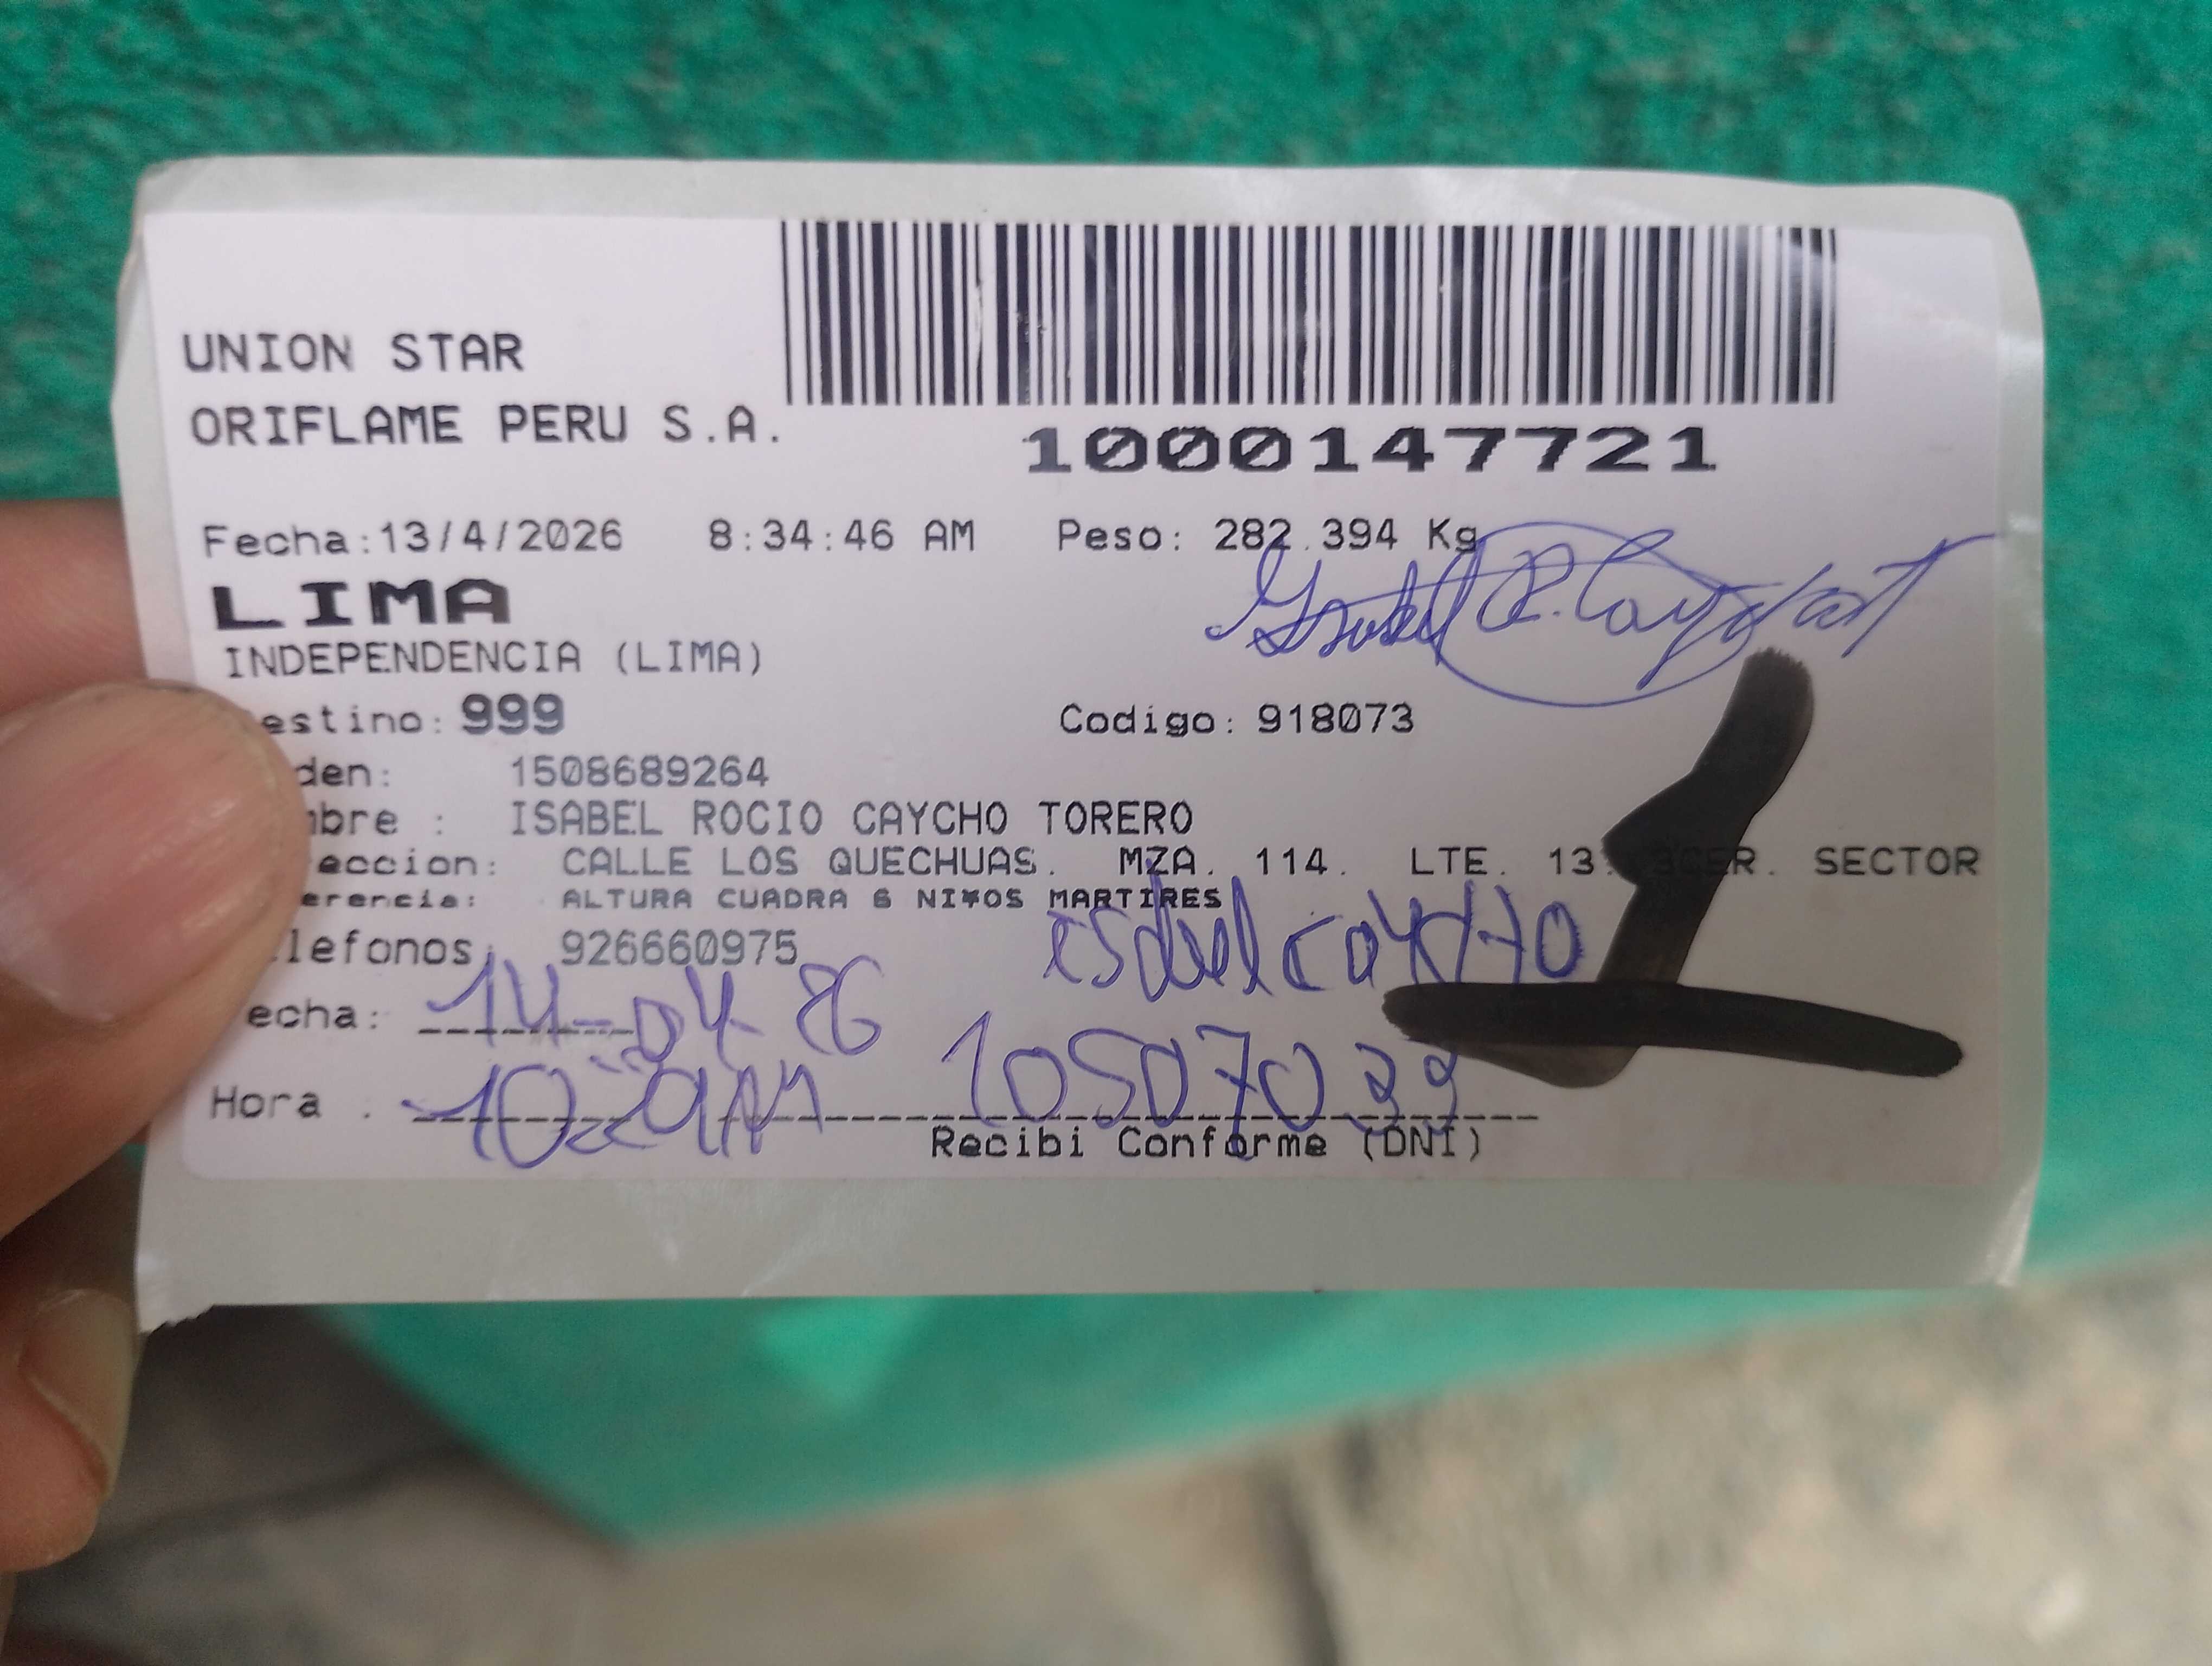 UNION STAR
ORIFLAME PERU S.A.
1000147721
Fecha:13/4/2026 8:34:46 AM Peso: 282.394 Kg
LIMA
INDEPENDENCIA (LIMA)
estino: 999 Codigo: 918073
den: 1508689264
mbre : ISABEL ROCIO CAYCHO TORERO
eccion: CALLE LOS QUECHUAS. MZA. 114. LTE. 13. 3CER. SECTOR
erencia: ALTURA CUADRA 6 NI¥OS MARTIRES
lefonos: 926660975
echa: 14-04-26
Hora : 10
Recibi Conforme (DNI)